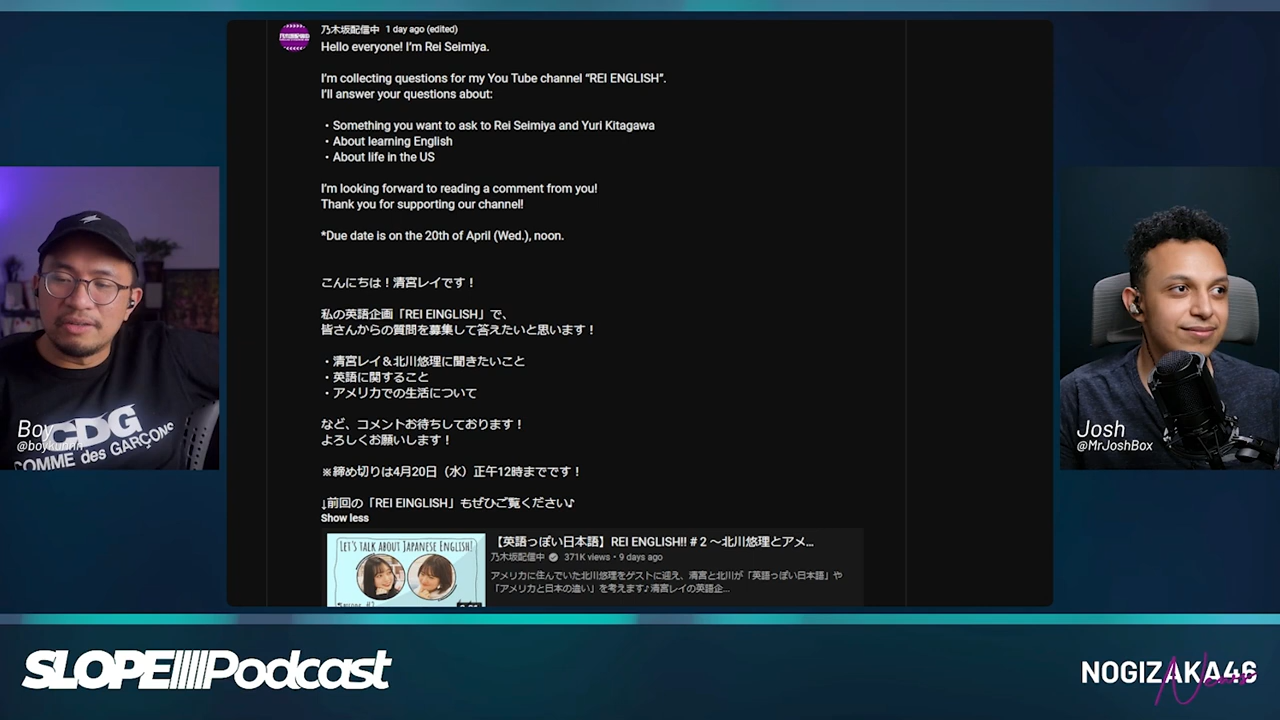 乃木坂配信中 1 day ago (edited)
Hello everyone! I'm Rei Seimiya.
I'm collecting questions for my You Tube channel “REI ENGLISH”.
I'll answer your questions about:
・Something you want to ask to Rei Seimiya and Yuri Kitagawa
・About learning English
・About life in the US
I'm looking forward to reading a comment from you!
Thank you for supporting our channel!
*Due date is on the 20th of April (Wed.), noon.
こんにちは！清宮レイです！
私の英語企画「REI EINGLISH」で、
皆さんからの質問を募集して答えたいと思います！
・清宮レイ＆北川悠理に聞きたいこと
・英語に関すること
・アメリカでの生活について
など、コメントお待ちしております！
よろしくお願いします！
※締め切りは4月20日（水）正午12時までです！
↓前回の「REI EINGLISH」もぜひご覧ください♪
Show less
LET'S TALK ABOUT JAPANESE ENGLISH!
【英語っぽい日本語】REI ENGLISH!! # 2 〜北川悠理とアメ...
乃木坂配信中 371K views • 9 days ago
アメリカに住んでいた北川悠理をゲストに迎え、清宮と北川が「英語っぽい日本語」や
「アメリカと日本の違い」を考えます♪清宮レイの英語企...
Boy
@boykunnn
CDG
COMME des GARÇONS
Josh
@MrJoshBox
SLOPE Podcast
NOGIZAKA46
News